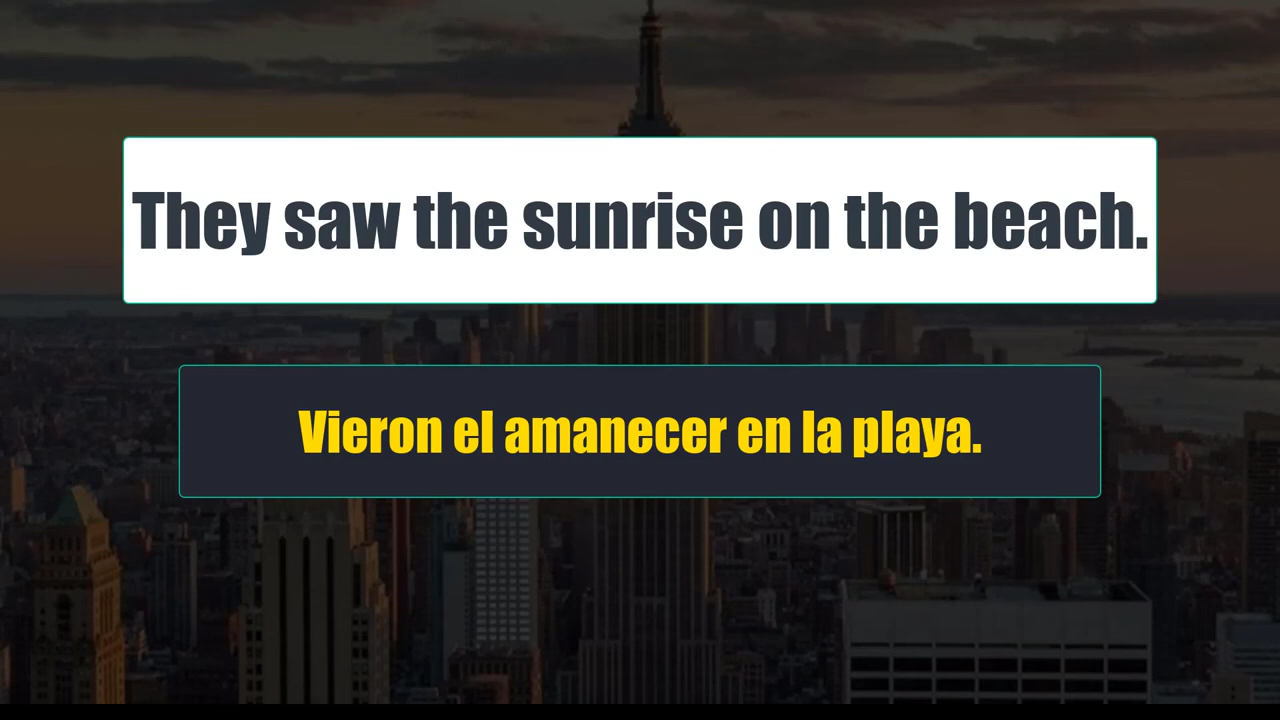 They saw the sunrise on the beach.
Vieron el amanecer en la playa.